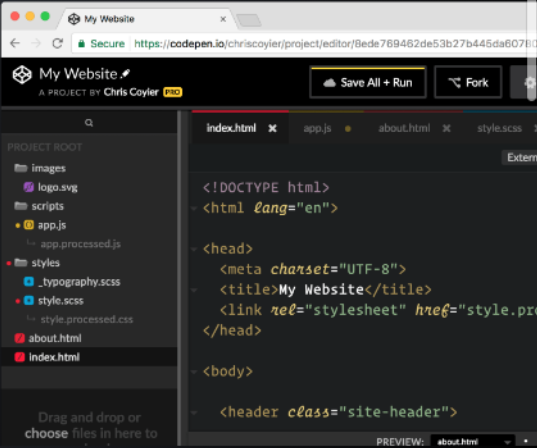 My Website
Secure https://codepen.io/chriscoyier/project/editor/8ede769462de53b27b445da60780
My Website
A PROJECT BY Chris Coyier PRO
Save All + Run
Fork
index.html app.js about.html style.scss
PROJECT ROOT
images
logo.svg
scripts
app.js
app.processed.js
styles
_typography.scss
style.scss
style.processed.css
about.html
index.html
Drag and drop or
choose files in here to
Extern
<!DOCTYPE html>
<html lang="en">
<head>
<meta charset="UTF-8">
<title>My Website</title>
<link rel="stylesheet" href="style.pro
</head>
<body>
<header class="site-header">
PREVIEW: about.html